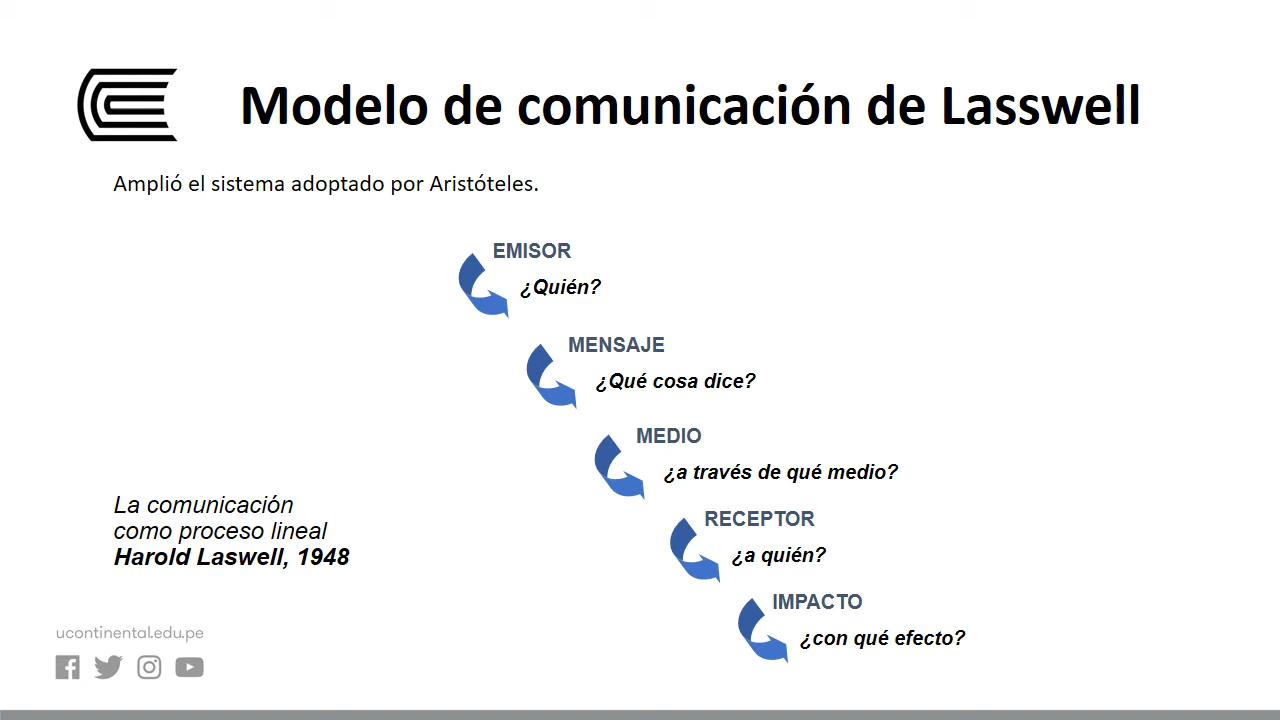 Modelo de comunicación de Lasswell
Amplió el sistema adoptado por Aristóteles.
EMISOR
¿Quién?
MENSAJE
¿Qué cosa dice?
MEDIO
¿a través de qué medio?
RECEPTOR
¿a quién?
IMPACTO
¿con qué efecto?
La comunicación
como proceso lineal
Harold Laswell, 1948
ucontinental.edu.pe